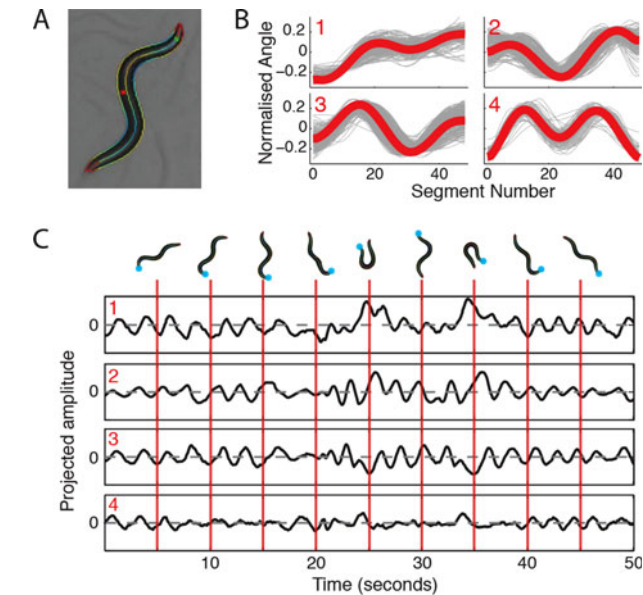 A
B
Normalised Angle
0.2
0
−0.2
1
2
0.2
0
−0.2
3
4
0 20 40
0 20 40
Segment Number
C
Projected amplitude
0
1
0
2
0
3
0
4
10 20 30 40 50
Time (seconds)